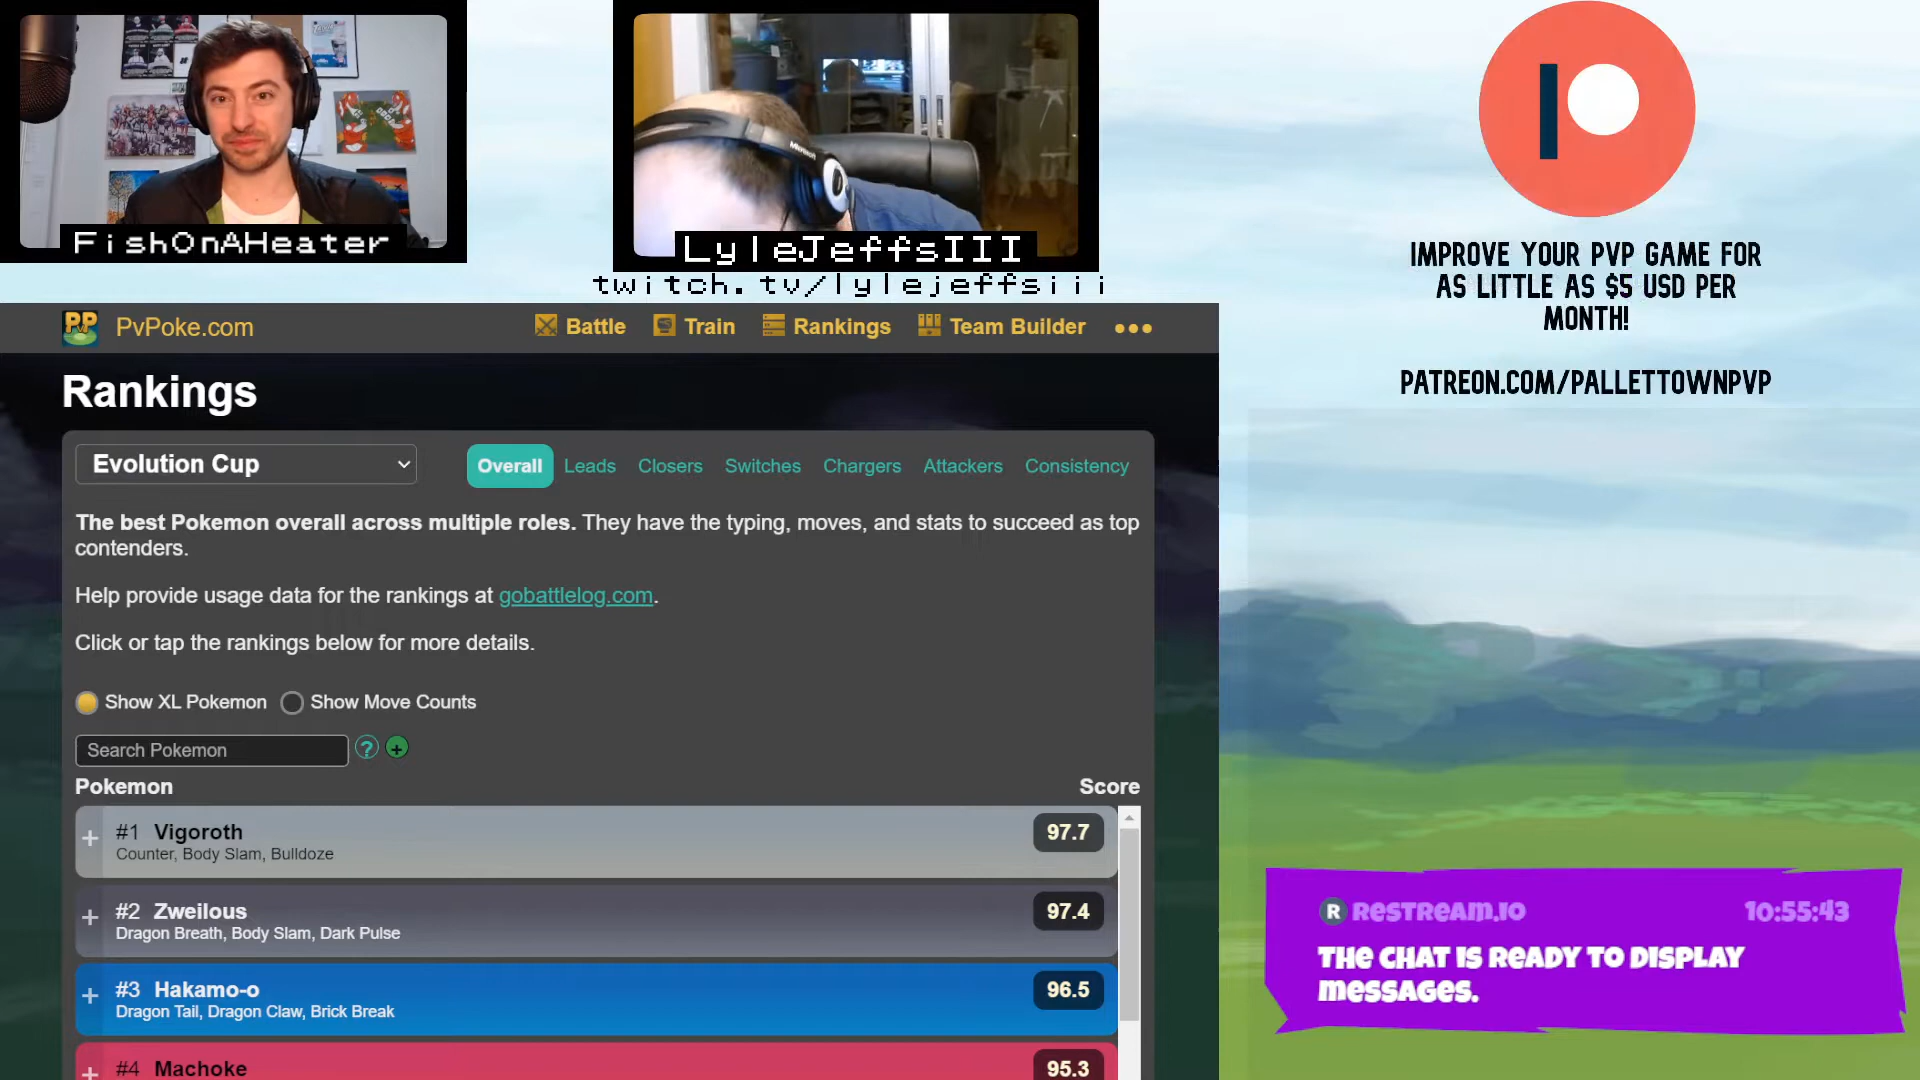 FishOnAHeater
Microsoft
LyleJeffsIII
twitch.tv/lylejeffsiii
IMPROVE YOUR PVP GAME FOR
AS LITTLE AS $5 USD PER
MONTH!
PATREON.COM/PALLETTOWNPVP
PvPoke.com
Battle
Train
Rankings
Team Builder
Rankings
Evolution Cup
Overall
Leads
Closers
Switches
Chargers
Attackers
Consistency
The best Pokemon overall across multiple roles. They have the typing, moves, and stats to succeed as top
contenders.
Help provide usage data for the rankings at gobattlelog.com.
Click or tap the rankings below for more details.
Show XL Pokemon
Show Move Counts
Search Pokemon
?
+
Pokemon
Score
+ #1 Vigoroth 97.7
Counter, Body Slam, Bulldoze
+ #2 Zweilous 97.4
Dragon Breath, Body Slam, Dark Pulse
+ #3 Hakamo-o 96.5
Dragon Tail, Dragon Claw, Brick Break
+ #4 Machoke 95.3
R Restream.io 10:55:43
The chat is ready to display
messages.